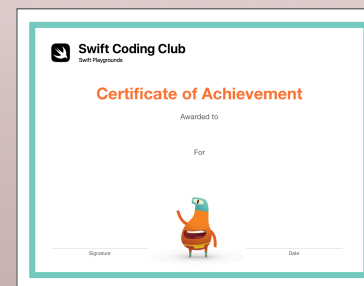 Swift Coding Club
Swift Playgrounds
Certificate of Achievement
Awarded to
For
Signature
Date